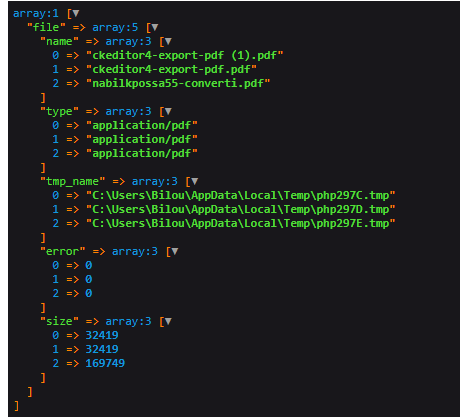 array:1 [▼
  "file" => array:5 [▼
    "name" => array:3 [▼
      0 => "ckeditor4-export-pdf (1).pdf"
      1 => "ckeditor4-export-pdf.pdf"
      2 => "nabilkpossa55-converti.pdf"
    ]
    "type" => array:3 [▼
      0 => "application/pdf"
      1 => "application/pdf"
      2 => "application/pdf"
    ]
    "tmp_name" => array:3 [▼
      0 => "C:\Users\Bilou\AppData\Local\Temp\php297C.tmp"
      1 => "C:\Users\Bilou\AppData\Local\Temp\php297D.tmp"
      2 => "C:\Users\Bilou\AppData\Local\Temp\php297E.tmp"
    ]
    "error" => array:3 [▼
      0 => 0
      1 => 0
      2 => 0
    ]
    "size" => array:3 [▼
      0 => 32419
      1 => 32419
      2 => 169749
    ]
  ]
]